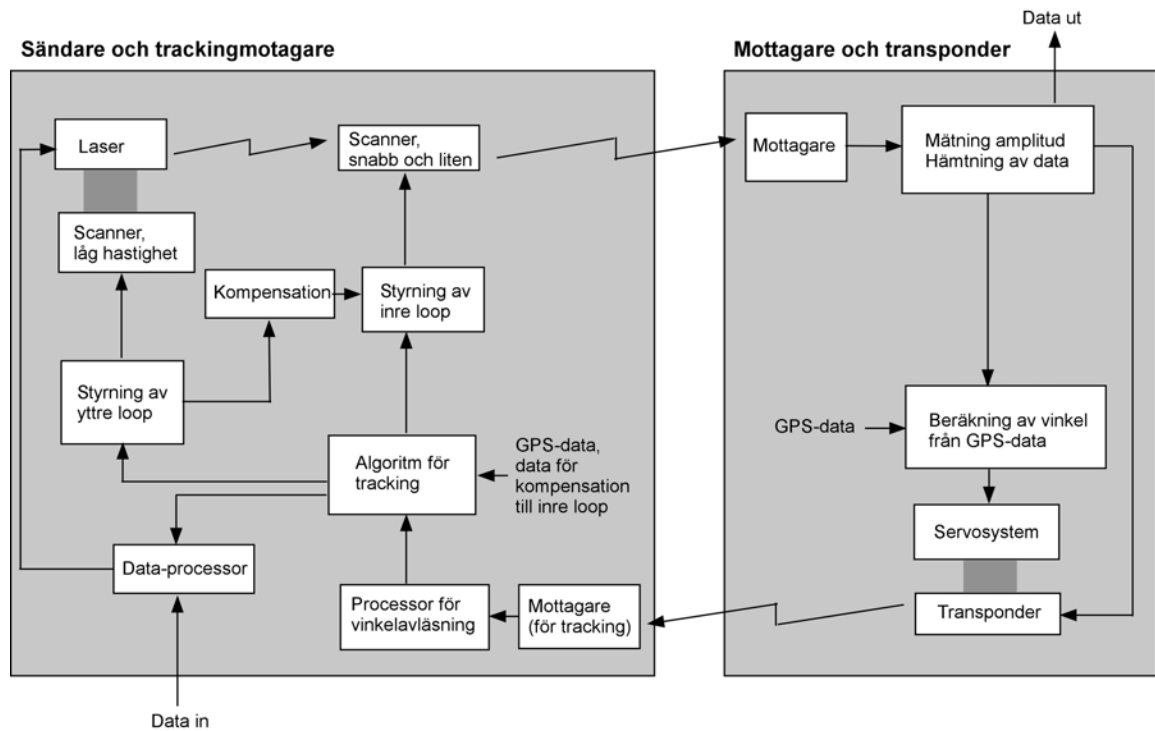 Data ut
Sändare och trackingmotagare
Mottagare och transponder
Laser
Scanner,
snabb och liten
Mottagare
Mätning amplitud
Hämtning av data
Scanner,
låg hastighet
Kompensation
Styrning av
inre loop
Styrning av
yttre loop
GPS-data
Beräkning av vinkel
från GPS-data
Algoritm för
tracking
GPS-data,
data för
kompensation
till inre loop
Servosystem
Data-processor
Processor för
vinkelavläsning
Mottagare
(för tracking)
Transponder
Data in